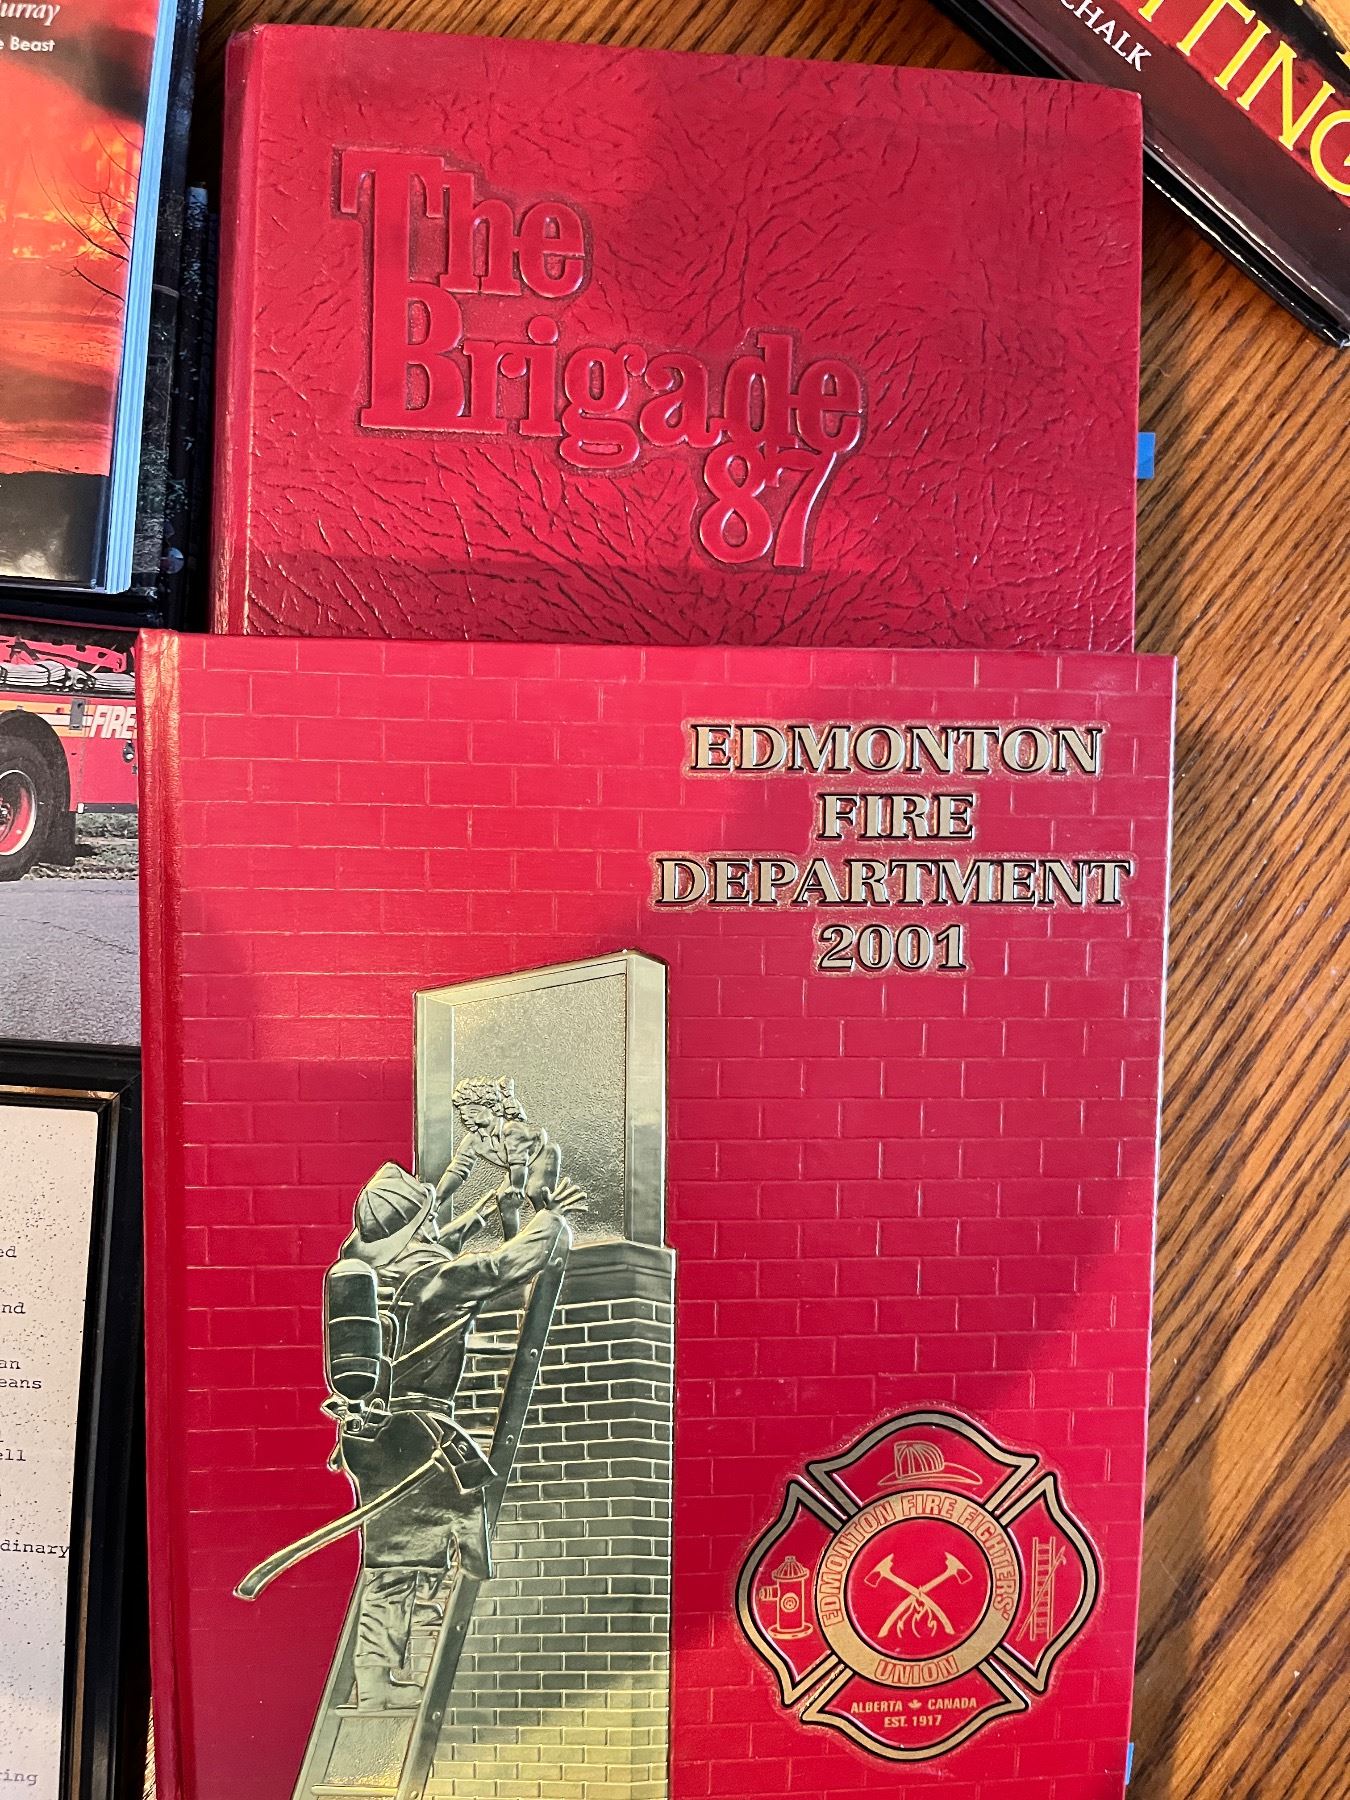 urray
e Beast
CHALK
TING
The
Brigade
87
FIRE
EDMONTON
FIRE
DEPARTMENT
2001
EDMONTON FIRE FIGHTERS'
UNION
ALBERTA CANADA
EST. 1917
ed
nd
an
eans
ell
dinary
ing